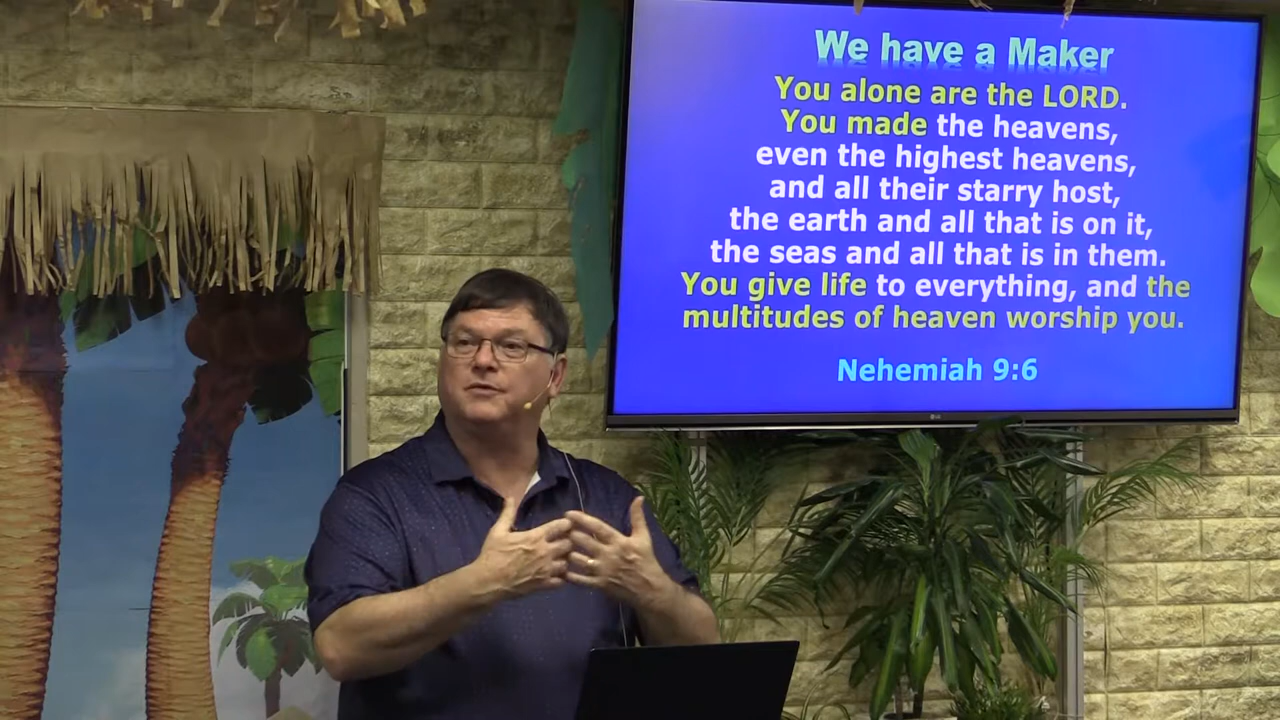 We have a Maker
You alone are the LORD.
You made the heavens,
even the highest heavens,
and all their starry host,
the earth and all that is on it,
the seas and all that is in them.
You give life to everything, and the
multitudes of heaven worship you.
Nehemiah 9:6
LG